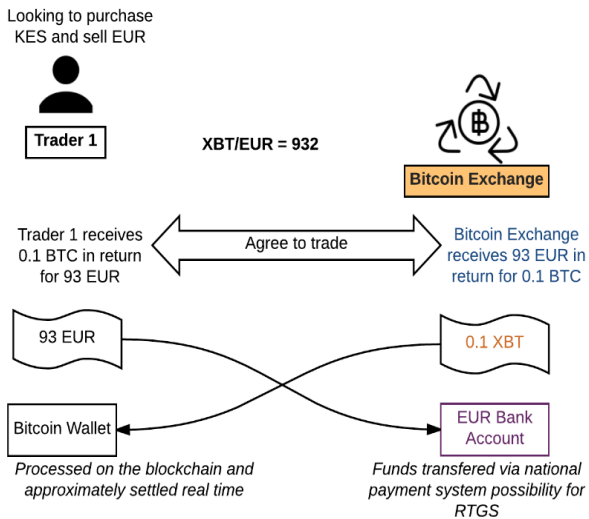 Looking to purchase
KES and sell EUR
Trader 1
XBT/EUR = 932
Bitcoin Exchange
Trader 1 receives
0.1 BTC in return
for 93 EUR
Agree to trade
Bitcoin Exchange
receives 93 EUR in
return for 0.1 BTC
93 EUR
0.1 XBT
Bitcoin Wallet
EUR Bank
Account
Processed on the blockchain and
approximately settled real time
Funds transfered via national
payment system possibility for
RTGS